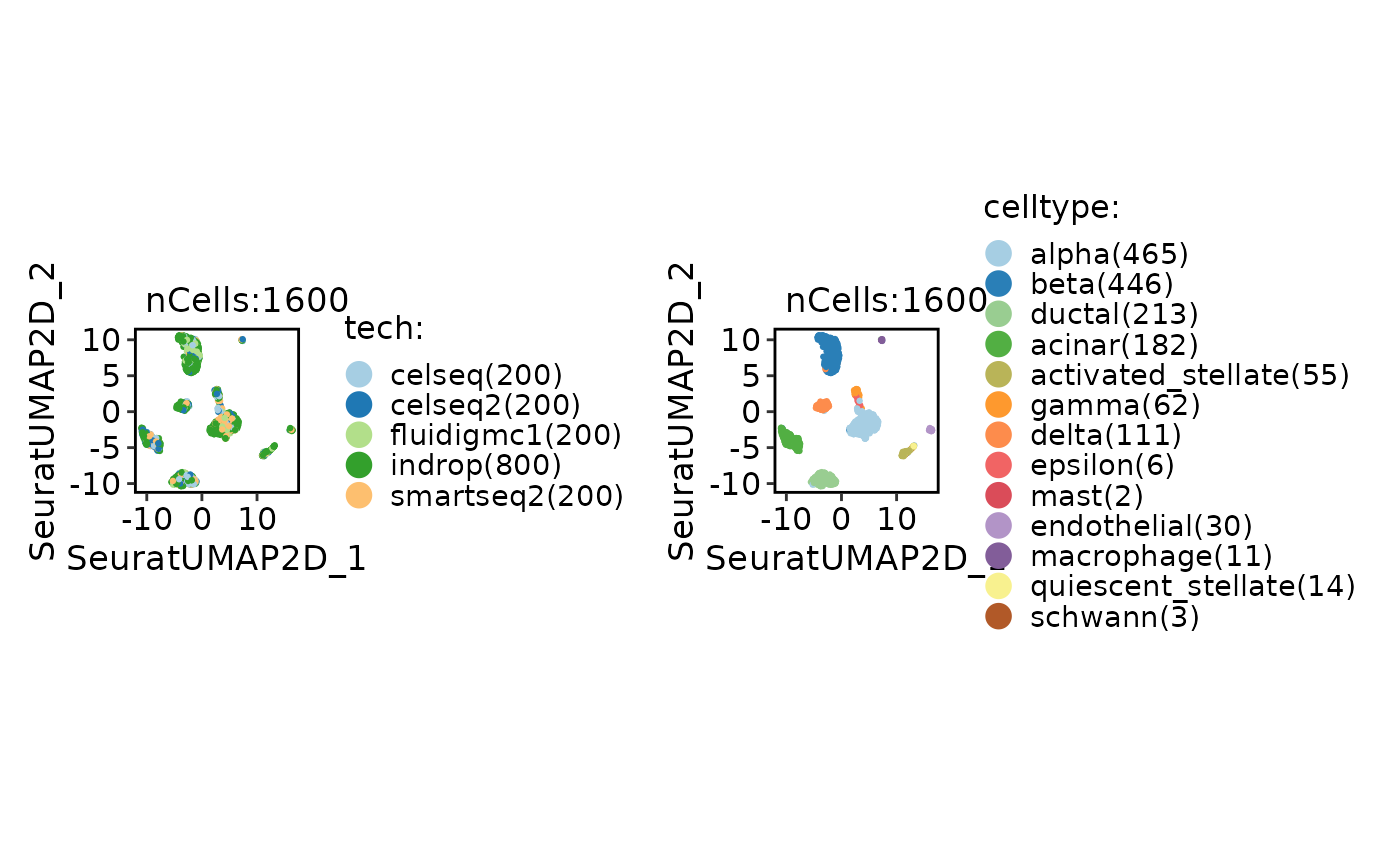 nCells:1600
SeuratUMAP2D_2
10
5
0
-5
-10
-10 0 10
SeuratUMAP2D_1
tech:
celseq(200)
celseq2(200)
fluidigmc1(200)
indrop(800)
smartseq2(200)
nCells:1600
SeuratUMAP2D_2
10
5
0
-5
-10
-10 0 10
SeuratUMAP2D_1
celltype:
alpha(465)
beta(446)
ductal(213)
acinar(182)
activated_stellate(55)
gamma(62)
delta(111)
epsilon(6)
mast(2)
endothelial(30)
macrophage(11)
quiescent_stellate(14)
schwann(3)